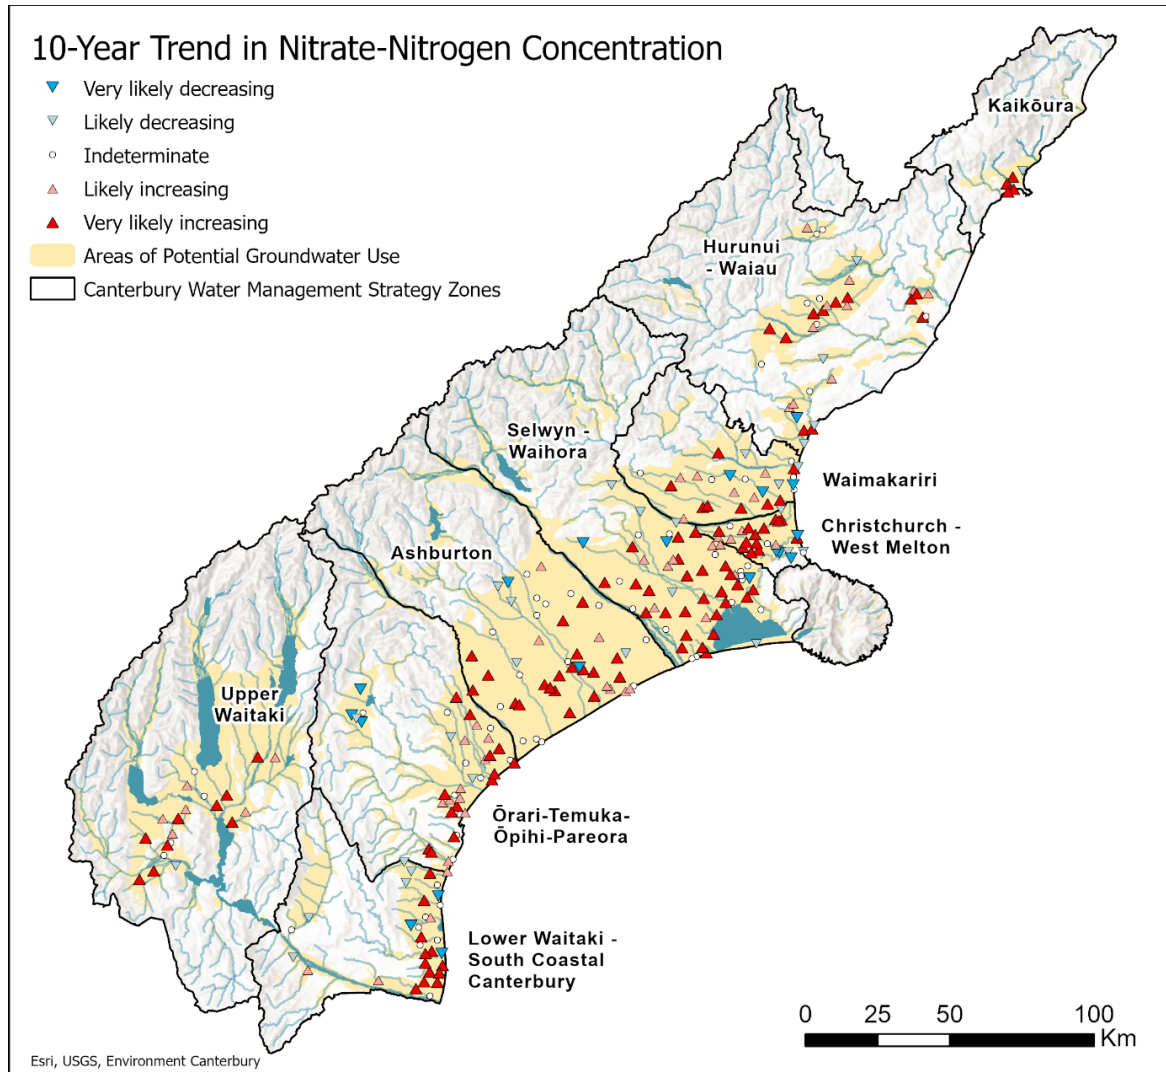 10-Year Trend in Nitrate-Nitrogen Concentration
Very likely decreasing
Likely decreasing
Indeterminate
Likely increasing
Very likely increasing
Areas of Potential Groundwater Use
Canterbury Water Management Strategy Zones
Kaikōura
Hurunui
- Waiau
Selwyn -
Waihora
Waimakariri
Christchurch -
West Melton
Ashburton
Upper
Waitaki
Ōrari-Temuka-
Ōpihi-Pareora
Lower Waitaki -
South Coastal
Canterbury
0 25 50 100
Km
Esri, USGS, Environment Canterbury